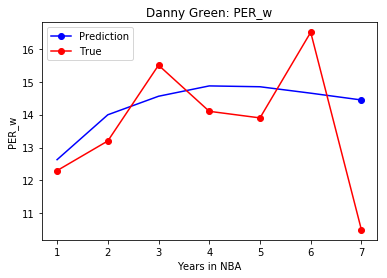 Danny Green: PER_w
Prediction
True
PER_w
16
15
14
13
12
11
1 2 3 4 5 6 7
Years in NBA